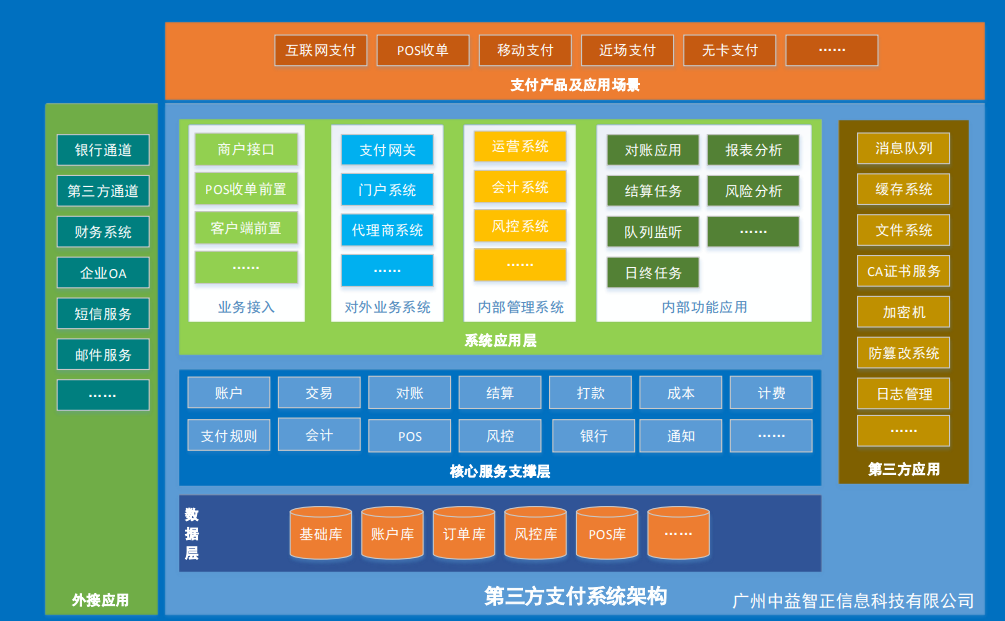 互联网支付
POS收单
移动支付
近场支付
无卡支付
······
支付产品及应用场景
银行通道
第三方通道
财务系统
企业OA
短信服务
邮件服务
······
外接应用
商户接口
POS收单前置
客户端前置
······
业务接入
支付网关
门户系统
代理商系统
······
对外业务系统
运营系统
会计系统
风控系统
······
内部管理系统
对账应用
报表分析
结算任务
风险分析
队列监听
······
日终任务
内部功能应用
系统应用层
账户
交易
对账
结算
打款
成本
计费
支付规则
会计
POS
风控
银行
通知
······
核心服务支撑层
数据层
基础库
账户库
订单库
风控库
POS库
······
消息队列
缓存系统
文件系统
CA证书服务
加密机
防篡改系统
日志管理
······
第三方应用
第三方支付系统架构
广州中益智正信息科技有限公司